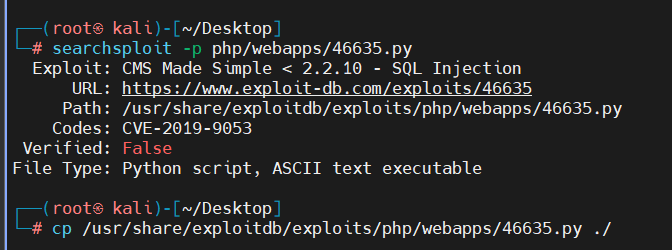 ┌──(root㉿ kali)-[~/Desktop]
└─# searchsploit -p php/webapps/46635.py
  Exploit: CMS Made Simple < 2.2.10 - SQL Injection
      URL: https://www.exploit-db.com/exploits/46635
     Path: /usr/share/exploitdb/exploits/php/webapps/46635.py
    Codes: CVE-2019-9053
 Verified: False
File Type: Python script, ASCII text executable
┌──(root㉿ kali)-[~/Desktop]
└─# cp /usr/share/exploitdb/exploits/php/webapps/46635.py ./